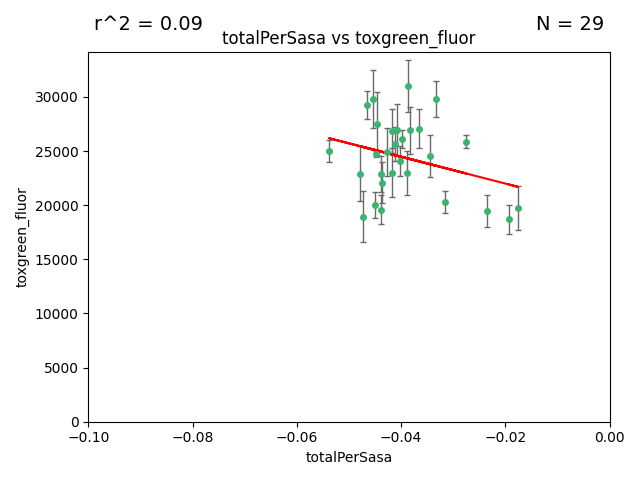 r^2 = 0.09
N = 29
totalPerSasa vs toxgreen_fluor
30000
25000
20000
15000
10000
5000
0
toxgreen_fluor
−0.10
−0.08
−0.06
−0.04
−0.02
0.00
totalPerSasa